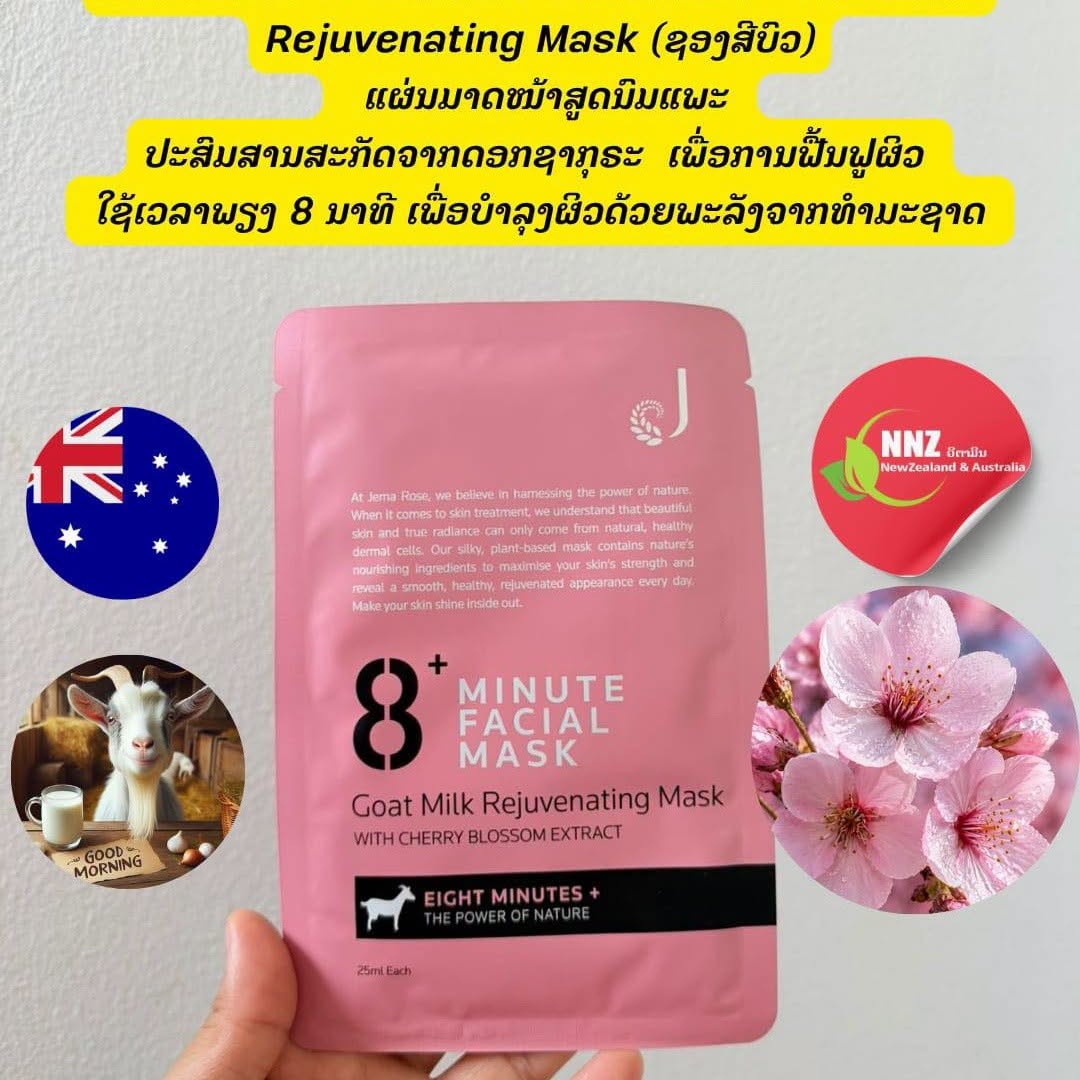 Rejuvenating Mask (ຊອງສີບົວ)
ແຜ່ນມາດໜ້າສູດນົມແພະ
ປະສົມສານສະກັດຈາກດອກຊາກຸຣະ ເພື່ອການຟື້ນຟູຜິວ
ໃຊ້ເວລາພຽງ 8 ນາທີ ເພື່ອບຳລຸງຜິວດ້ວຍພະລັງຈາກທຳມະຊາດ
J
At Jema Rose, we believe in harnessing the power of nature.
When it comes to skin treatment, we understand that beautiful
skin and true radiance can only come from natural, healthy
dermal cells. Our silky, plant-based mask contains nature's
nourishing ingredients to maximise your skin's strength and
reveal a smooth, healthy, rejuvenated appearance every day.
Make your skin shine inside out.
NNZ ວີຕາມິນ
NewZealand & Australia
8+ MINUTE
FACIAL
MASK
Goat Milk Rejuvenating Mask
WITH CHERRY BLOSSOM EXTRACT
EIGHT MINUTES +
THE POWER OF NATURE
25ml Each
GOOD
MORNING